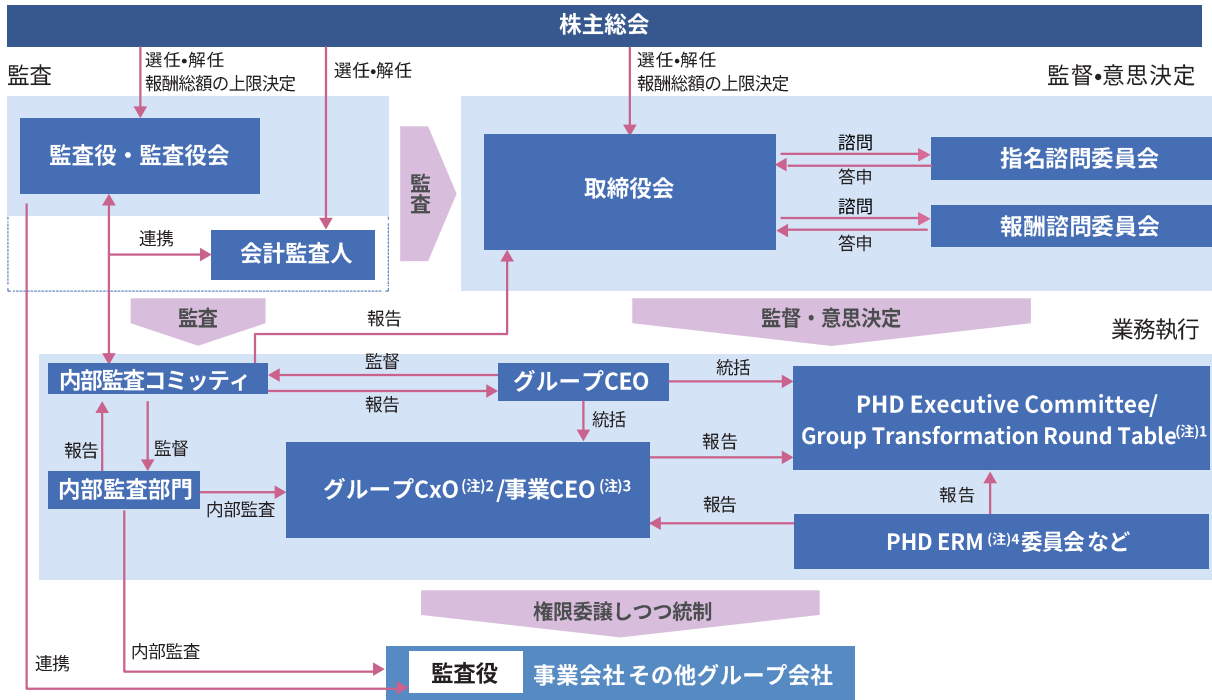 株主総会
選任•解任
報酬総額の上限決定
選任•解任
選任•解任
報酬総額の上限決定
監査
監督•意思決定
監査役・監査役会
監査
取締役会
諮問
答申
指名諮問委員会
諮問
答申
報酬諮問委員会
連携
会計監査人
監査
報告
監督・意思決定
業務執行
内部監査コミッティ
監督
報告
グループCEO
統括
統括
PHD Executive Committee/
Group Transformation Round Table(注)1
報告
監督
内部監査部門
内部監査
グループCxO(注)2/事業CEO(注)3
報告
報告
報告
PHD ERM(注)4委員会 など
権限委譲しつつ統制
連携
内部監査
監査役
事業会社 その他グループ会社